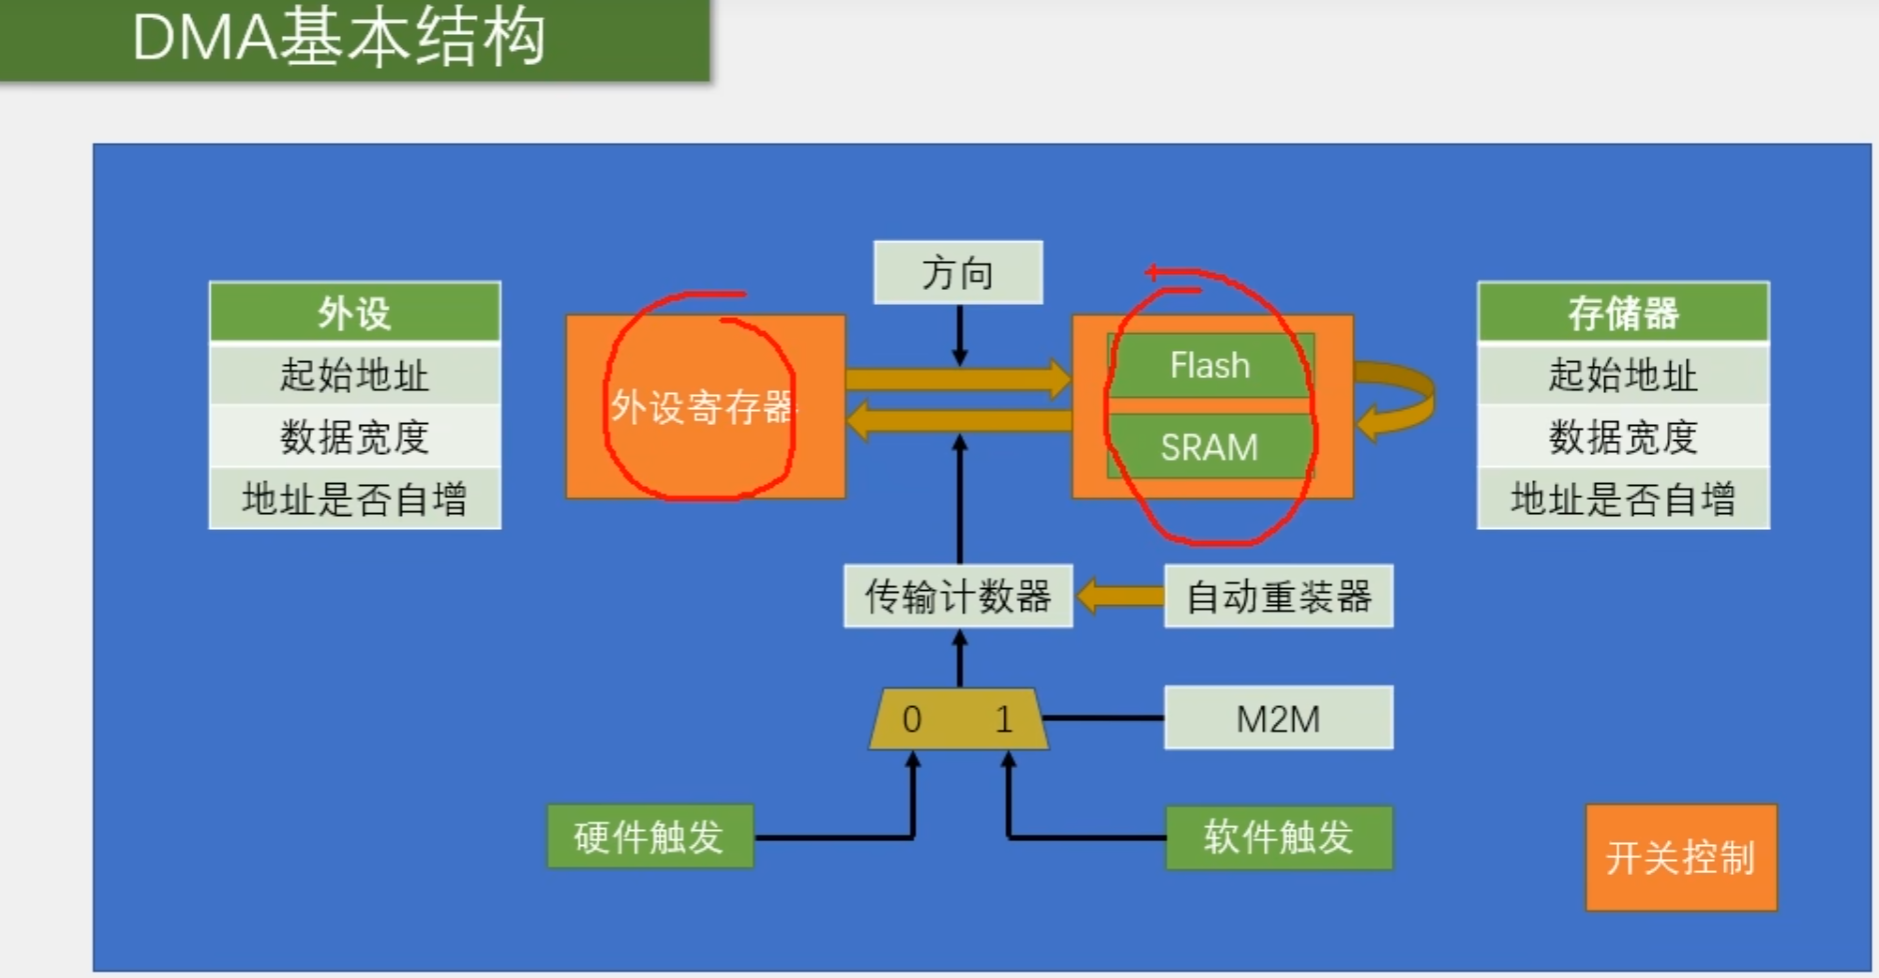 DMA基本结构
方向
外设
起始地址
数据宽度
地址是否自增
外设寄存器
Flash
SRAM
存储器
起始地址
数据宽度
地址是否自增
传输计数器
自动重装器
0 1
M2M
硬件触发
软件触发
开关控制